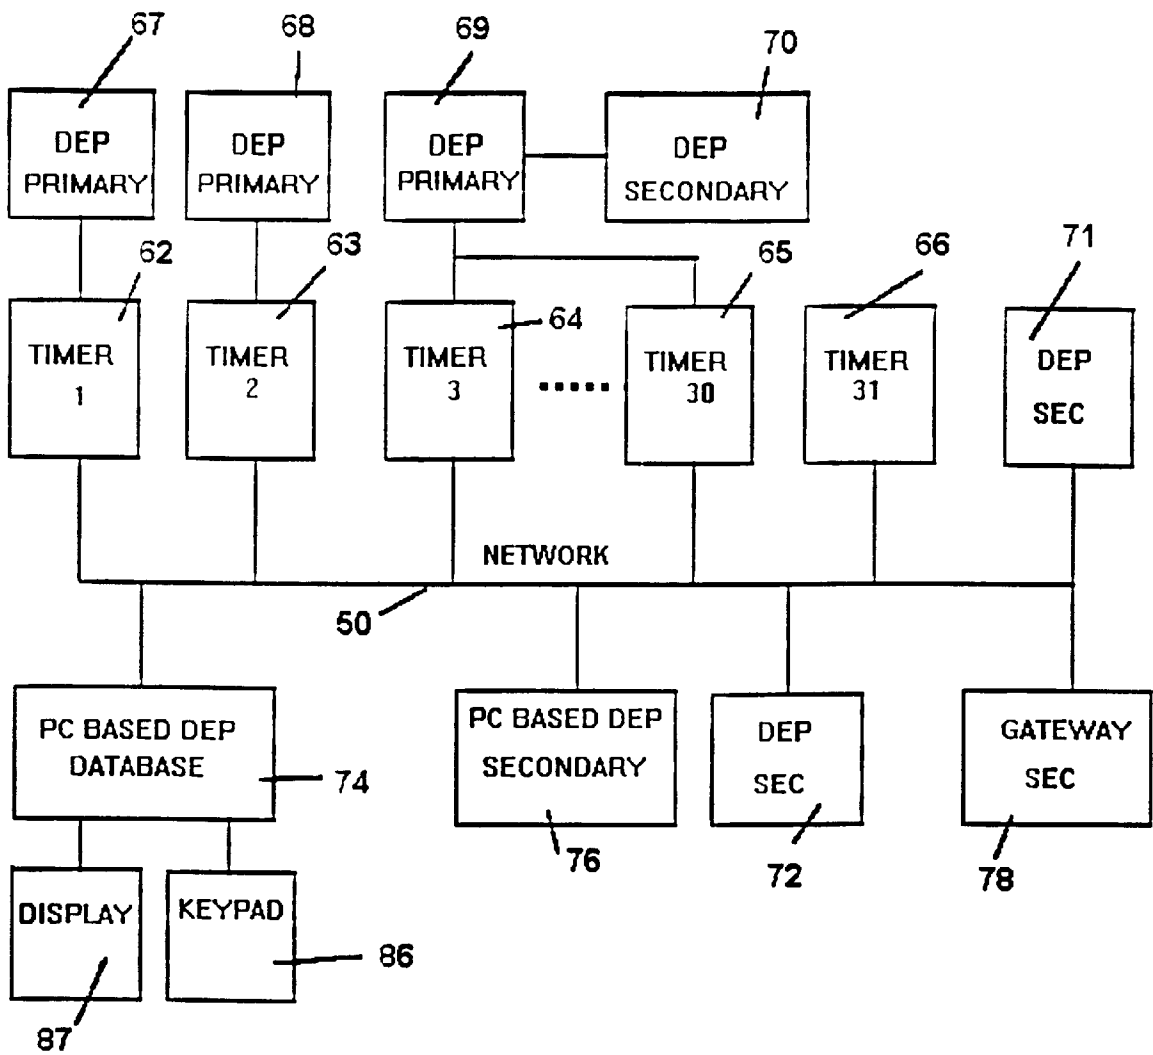 67
68
69
70
DEP
PRIMARY
DEP
PRIMARY
DEP
PRIMARY
DEP
SECONDARY
62
63
64
65
66
71
TIMER
1
TIMER
2
TIMER
3
TIMER
30
TIMER
31
DEP
SEC
NETWORK
50
PC BASED DEP
DATABASE
74
PC BASED DEP
SECONDARY
76
DEP
SEC
72
GATEWAY
SEC
78
DISPLAY
87
KEYPAD
86